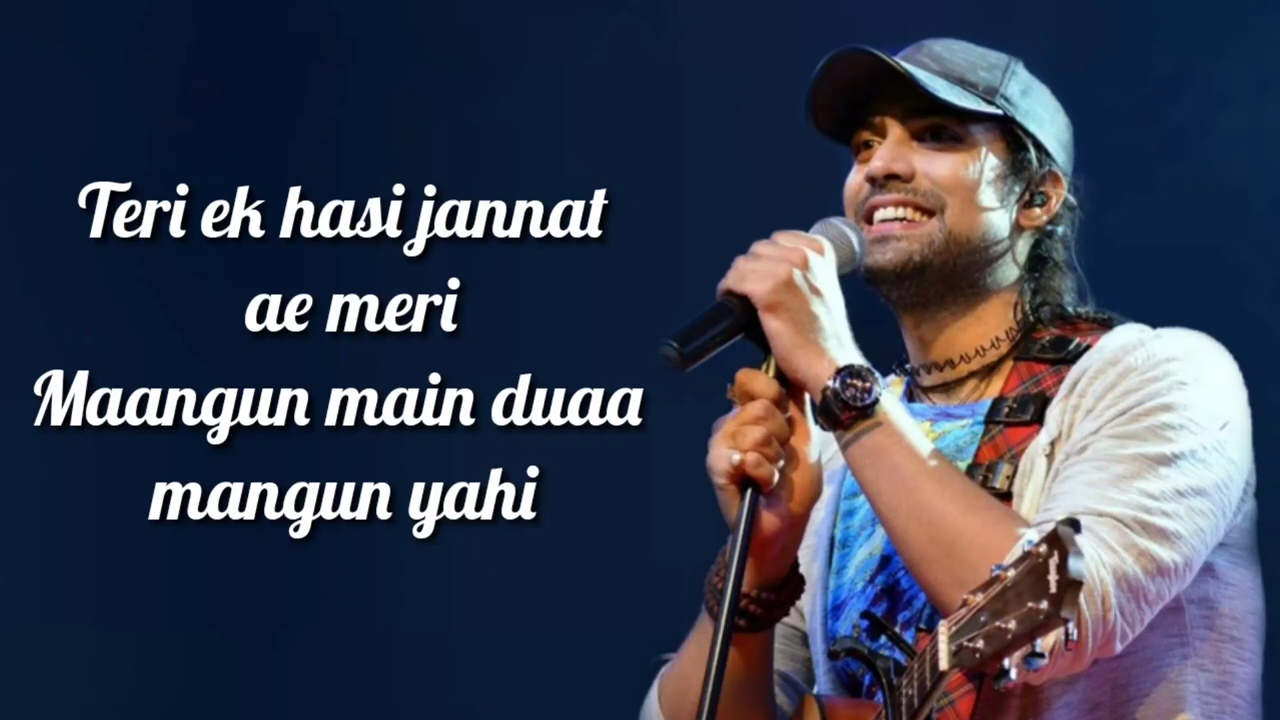 Teri ek hasi jannat
ae meri
Maangun main duaa
mangun yahi